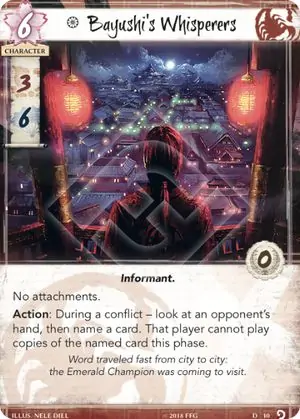 6
Bayushi's Whisperers
CHARACTER
3
6
0
Informant.
No attachments.
Action: During a conflict – look at an opponent's
hand, then name a card. That player cannot play
copies of the named card this phase.
Word traveled fast from city to city:
the Emerald Champion was coming to visit.
ILLUS. NELE DIEL
©2018 FFG
D 10